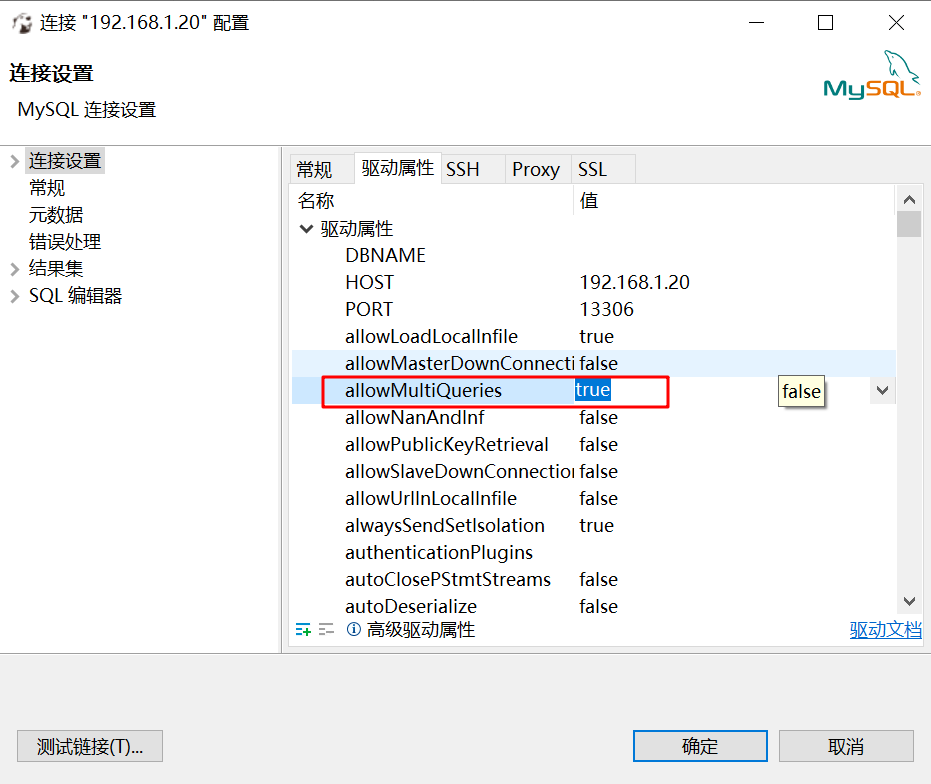 连接 "192.168.1.20" 配置
连接设置
MySQL 连接设置
MySQL
连接设置
常规
元数据
错误处理
结果集
SQL 编辑器
常规 驱动属性 SSH Proxy SSL
名称 值
驱动属性
DBNAME
HOST 192.168.1.20
PORT 13306
allowLoadLocalInfile true
allowMasterDownConnecti false
allowMultiQueries true false
allowNanAndInf false
allowPublicKeyRetrieval false
allowSlaveDownConnection false
allowUrlInLocalInfile false
alwaysSendSetIsolation true
authenticationPlugins
autoClosePStmtStreams false
autoDeserialize false
高级驱动属性 驱动文档
测试链接(T)... 确定 取消